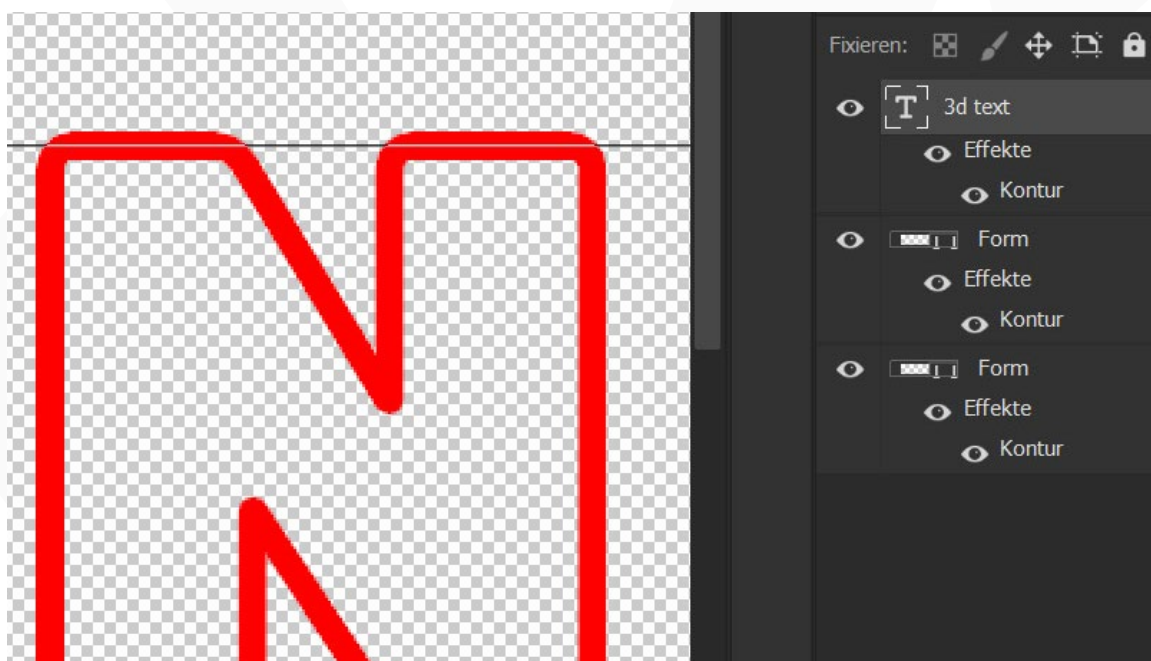 Fixieren:
T 3d text
Effekte
Kontur
Form
Effekte
Kontur
Form
Effekte
Kontur
N